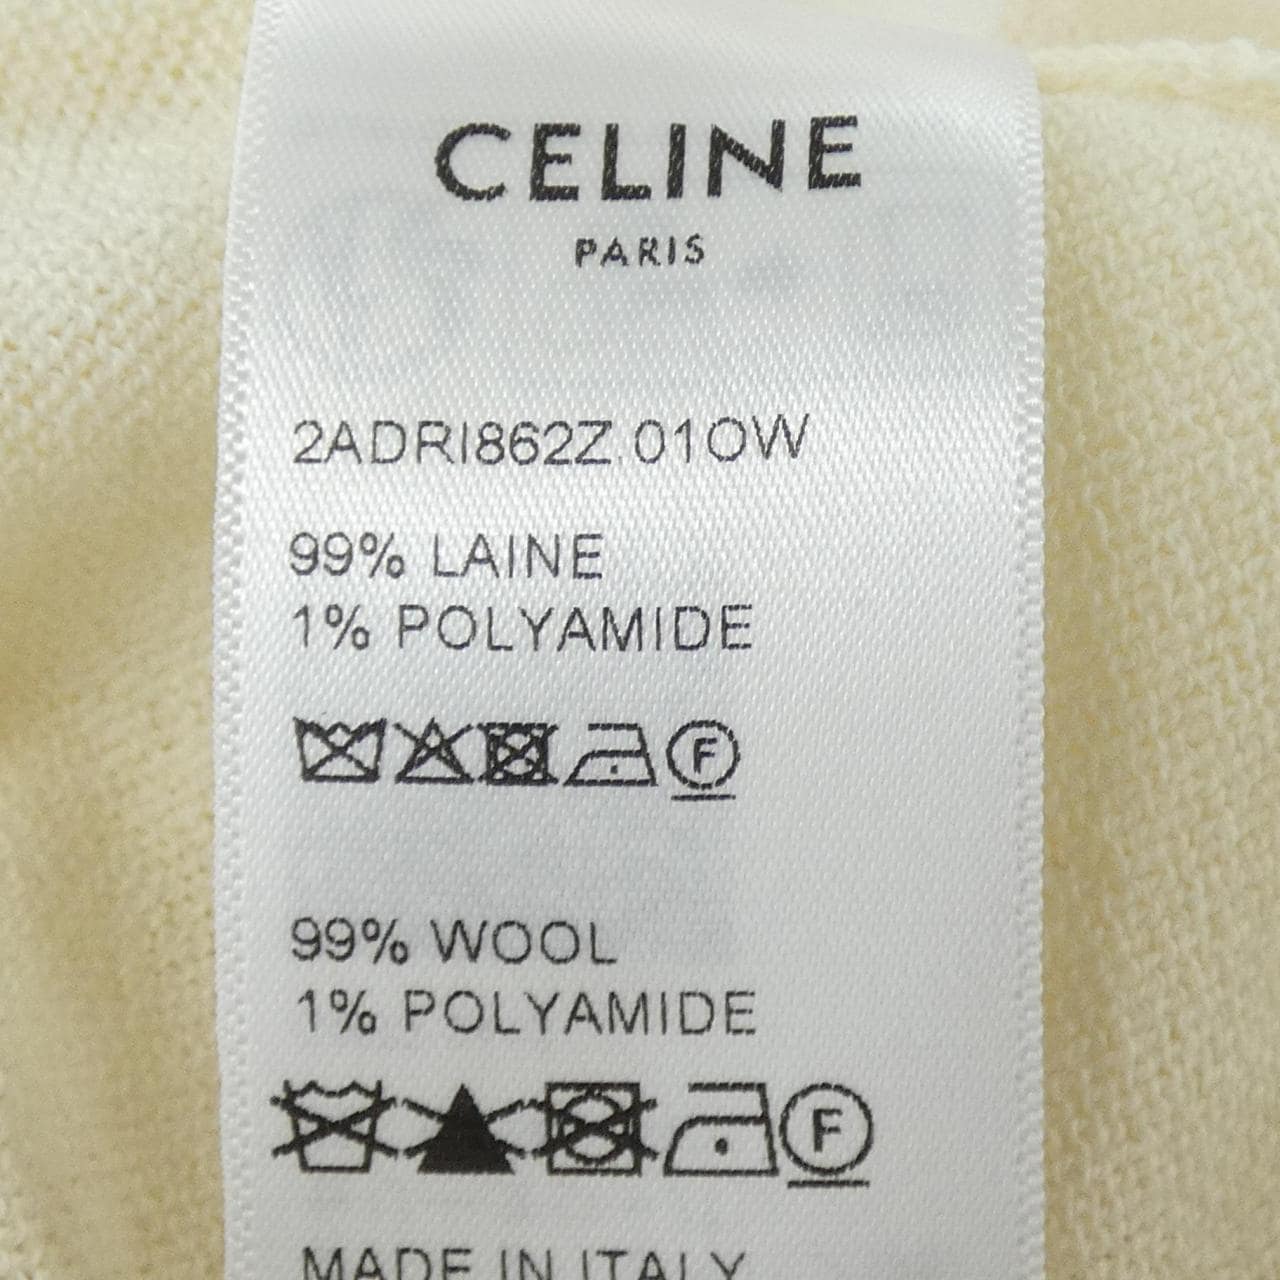 CELINE
PARIS
2ADRI862Z.01OW
99% LAINE
1% POLYAMIDE
F
99% WOOL
1% POLYAMIDE
F
MADE IN ITALY